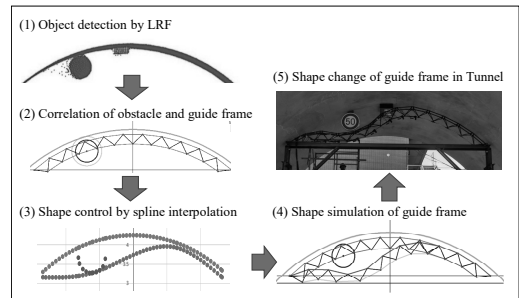 (1) Object detection by LRF
(2) Correlation of obstacle and guide frame
(3) Shape control by spline interpolation
(4) Shape simulation of guide frame
(5) Shape change of guide frame in Tunnel
50